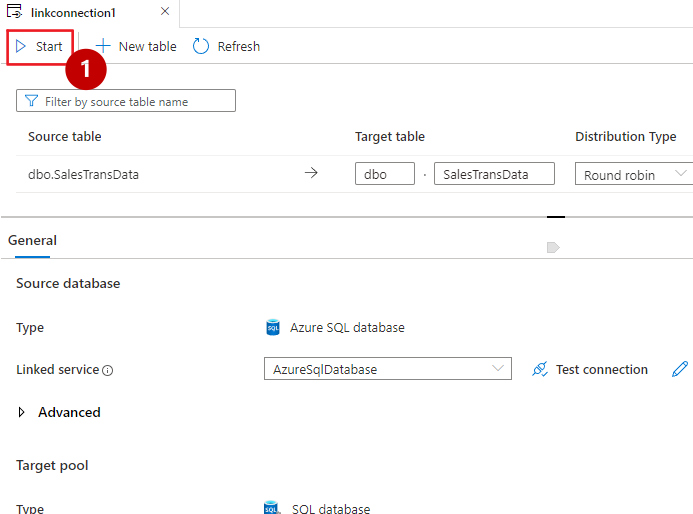 linkconnection1
Start
New table
Refresh
1
Filter by source table name
Source table
Target table
Distribution Type
dbo.SalesTransData
dbo
.
SalesTransData
Round robin
General
Source database
Type
SQL
Azure SQL database
Linked service
AzureSqlDatabase
Test connection
Advanced
Target pool
Type
SQL
SQL database